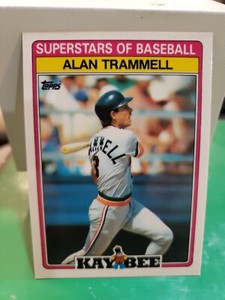 SUPERSTARS OF BASEBALL
ALAN TRAMMELL
TOPPS
KAY BEE